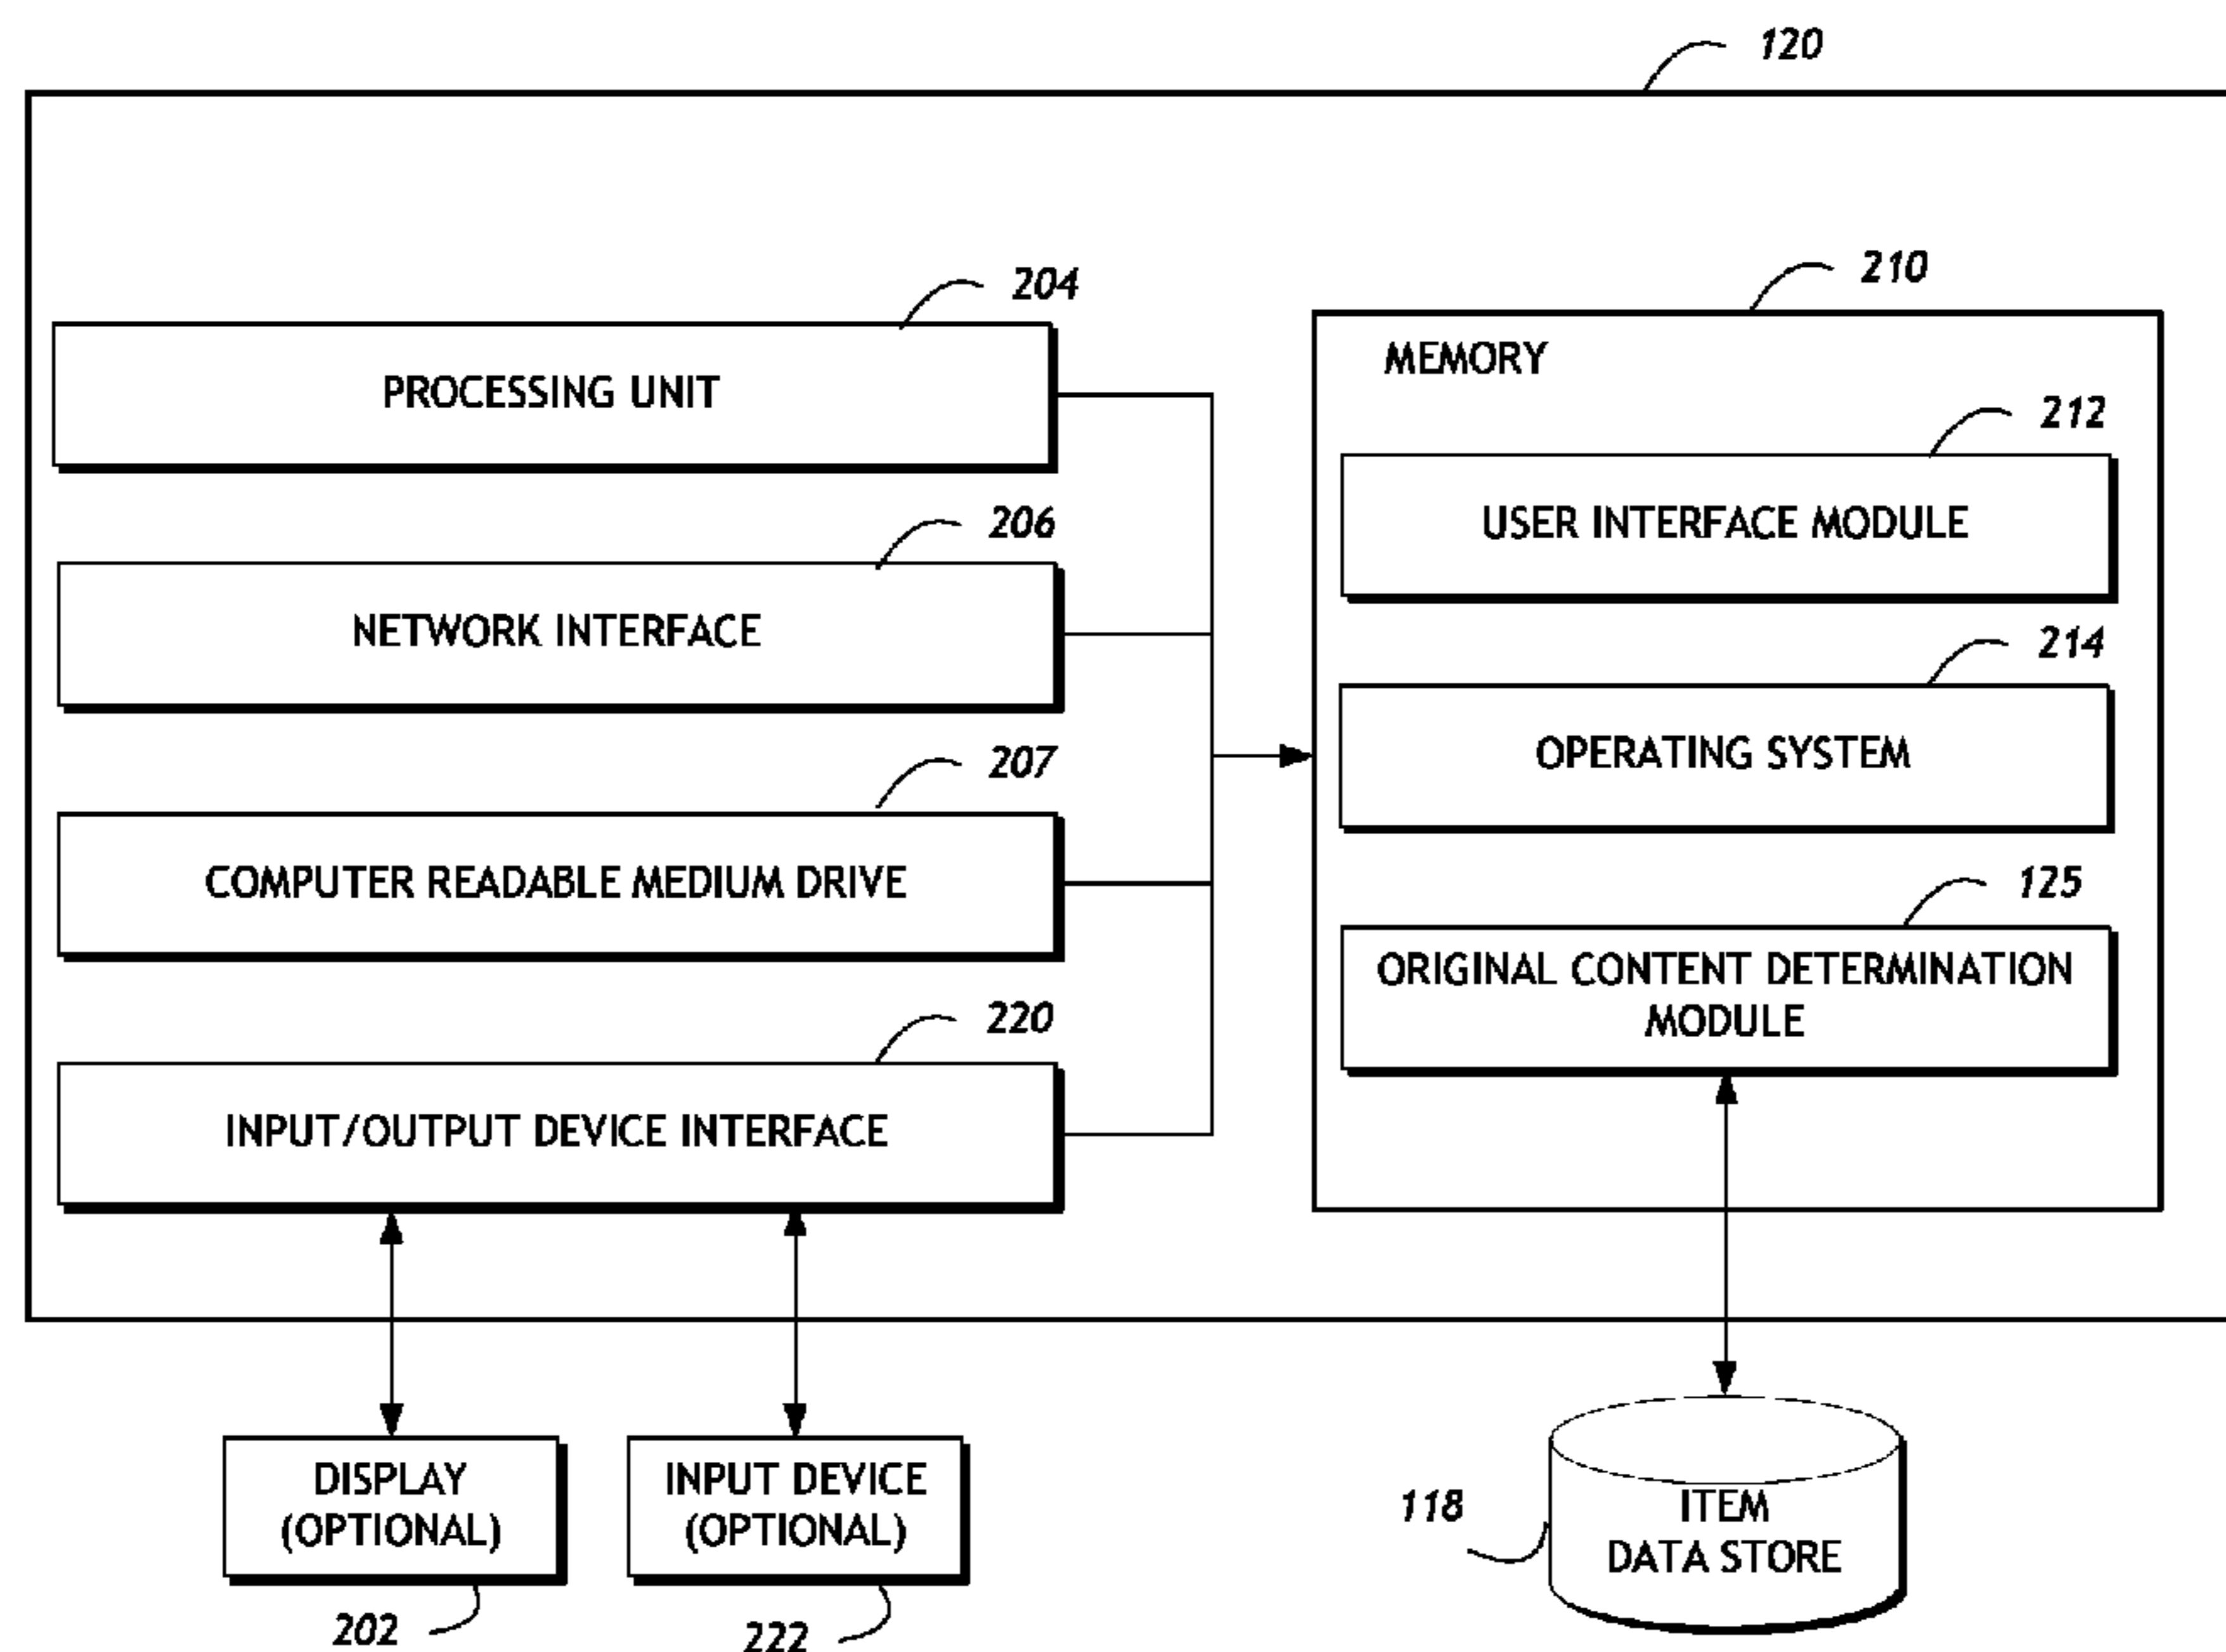 120
204
PROCESSING UNIT
206
NETWORK INTERFACE
207
COMPUTER READABLE MEDIUM DRIVE
220
INPUT/OUTPUT DEVICE INTERFACE
210
MEMORY
212
USER INTERFACE MODULE
214
OPERATING SYSTEM
125
ORIGINAL CONTENT DETERMINATION
MODULE
DISPLAY
(OPTIONAL)
202
INPUT DEVICE
(OPTIONAL)
222
118
ITEM
DATA STORE